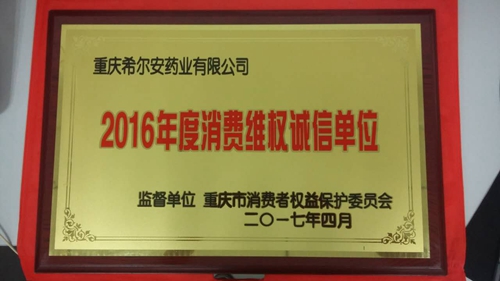 重庆希尔安药业有限公司
2016年度消费维权诚信单位
监督单位 重庆市消费者权益保护委员会
二〇一七年四月